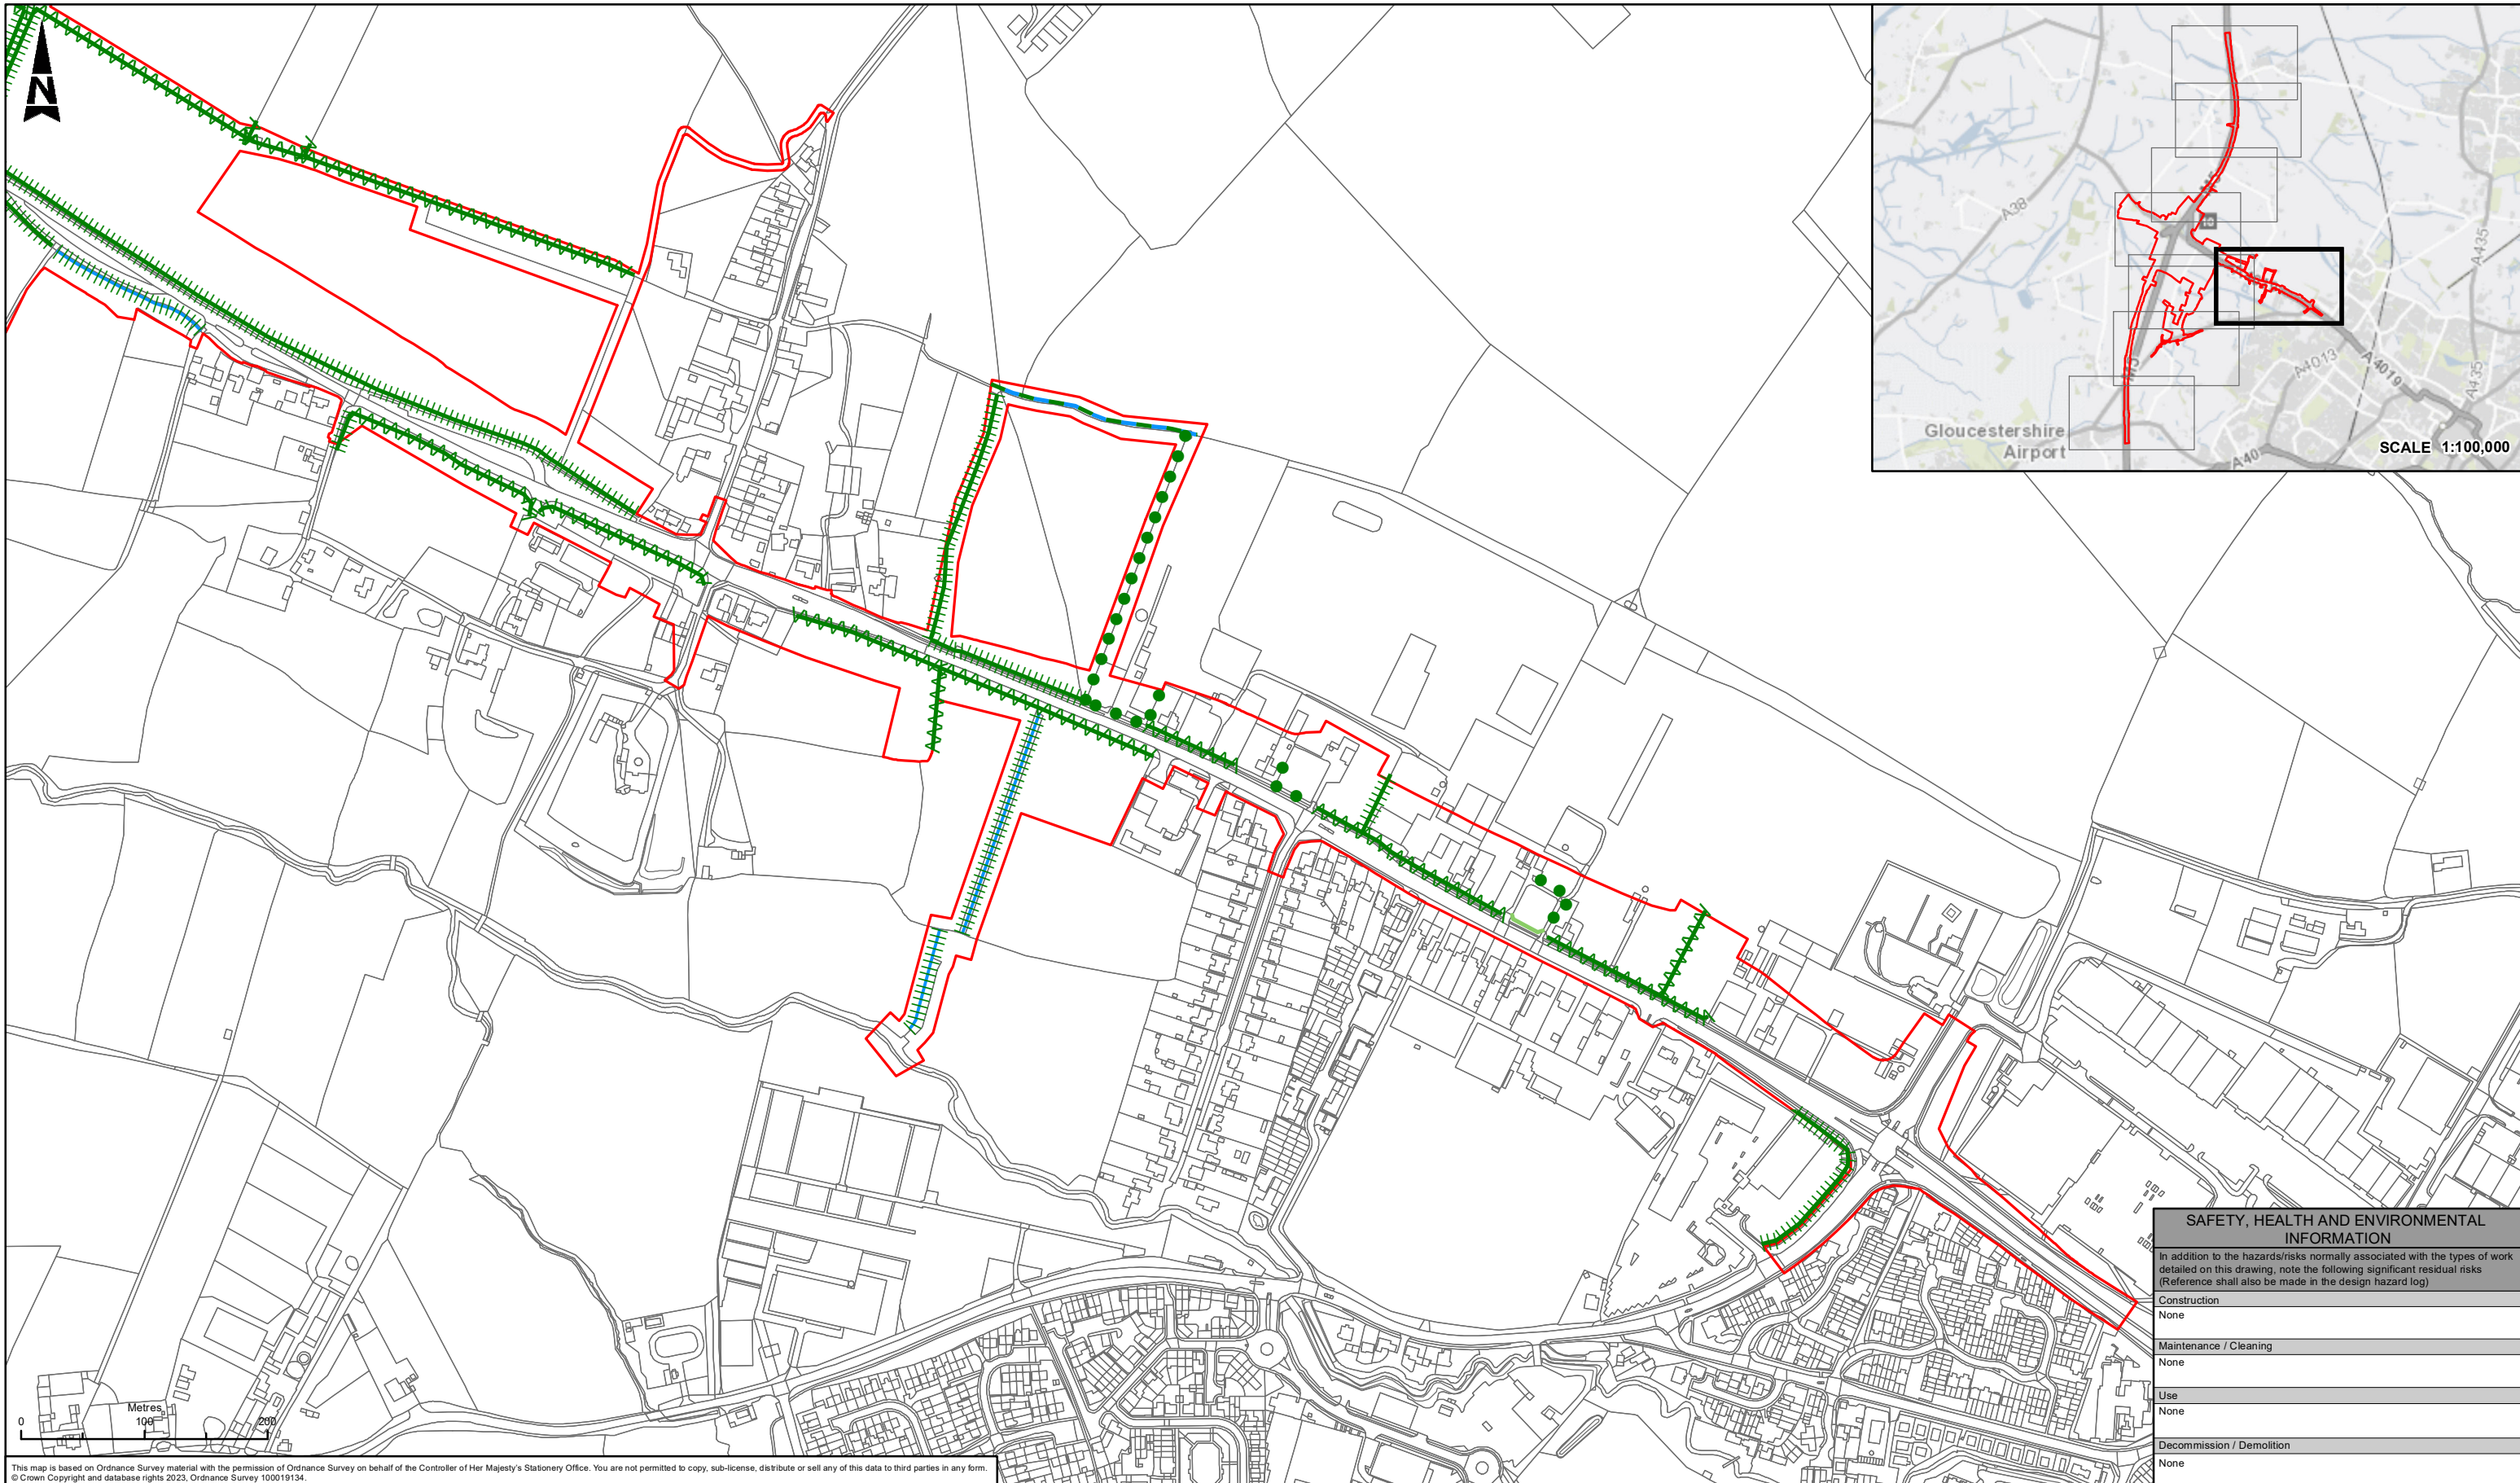 N
A38
M5
A435
A4013
A4019
A435
M5
A40
Gloucestershire
Airport
SCALE 1:100,000
SAFETY, HEALTH AND ENVIRONMENTAL
INFORMATION
In addition to the hazards/risks normally associated with the types of work
detailed on this drawing, note the following significant residual risks
(Reference shall also be made in the design hazard log)
Construction
None
Maintenance / Cleaning
None
Use
None
Decommission / Demolition
None
Metres
0 100 200
This map is based on Ordnance Survey material with the permission of Ordnance Survey on behalf of the Controller of Her Majesty's Stationery Office. You are not permitted to copy, sub-license, distribute or sell any of this data to third parties in any form.
© Crown Copyright and database rights 2023, Ordnance Survey 100019134.